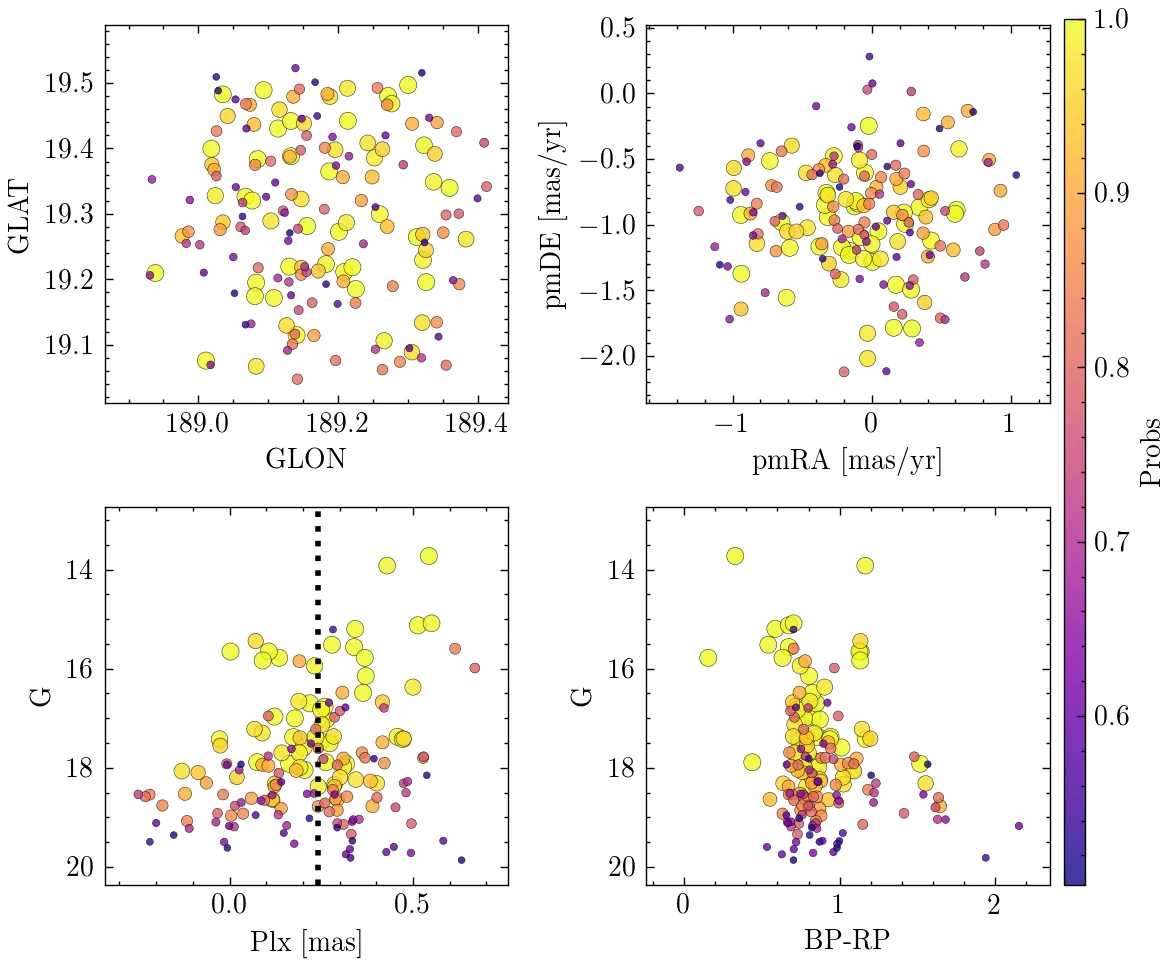 19.5
19.4
19.3
19.2
19.1
GLAT
189.0 189.2 189.4
GLON
0.5
0.0
−0.5
−1.0
−1.5
−2.0
pmDE [mas/yr]
−1 0 1
pmRA [mas/yr]
14
16
18
20
G
0.0 0.5
Plx [mas]
14
16
18
20
G
0 1 2
BP-RP
1.0
0.9
0.8
0.7
0.6
Probs